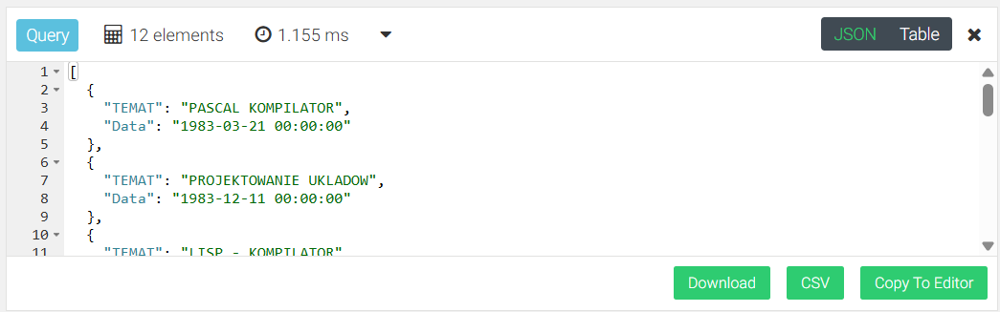 Query 12 elements 1.155 ms JSON Table
1 [
2 {
3 "TEMAT": "PASCAL KOMPILATOR",
4 "Data": "1983-03-21 00:00:00"
5 },
6 {
7 "TEMAT": "PROJEKTOWANIE UKLADOW",
8 "Data": "1983-12-11 00:00:00"
9 },
10 {
11 "TEMAT": "LISP - KOMPILATOR"
Download CSV Copy To Editor